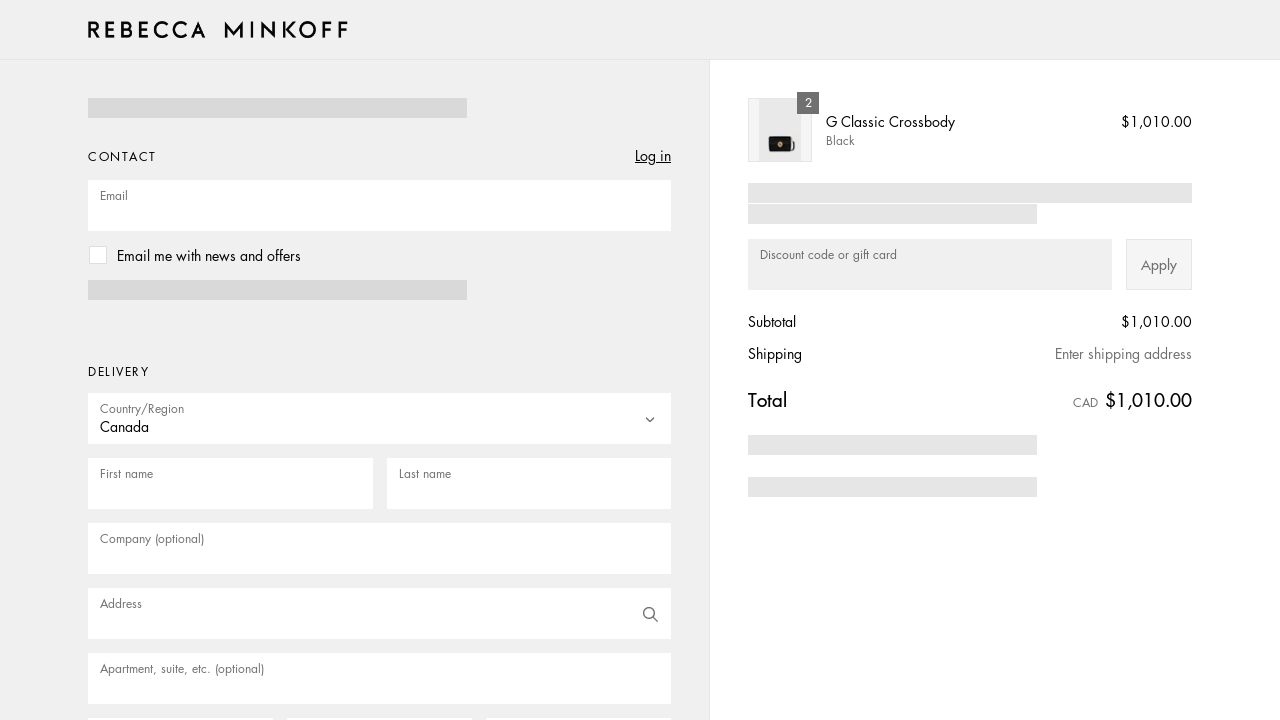 REBECCA MINKOFF
CONTACT
Log in
Email
Email me with news and offers
DELIVERY
Country/Region
Canada
First name
Last name
Company (optional)
Address
Apartment, suite, etc. (optional)
2
G Classic Crossbody
$1,010.00
Black
Discount code or gift card
Apply
Subtotal
$1,010.00
Shipping
Enter shipping address
Total
CAD $1,010.00